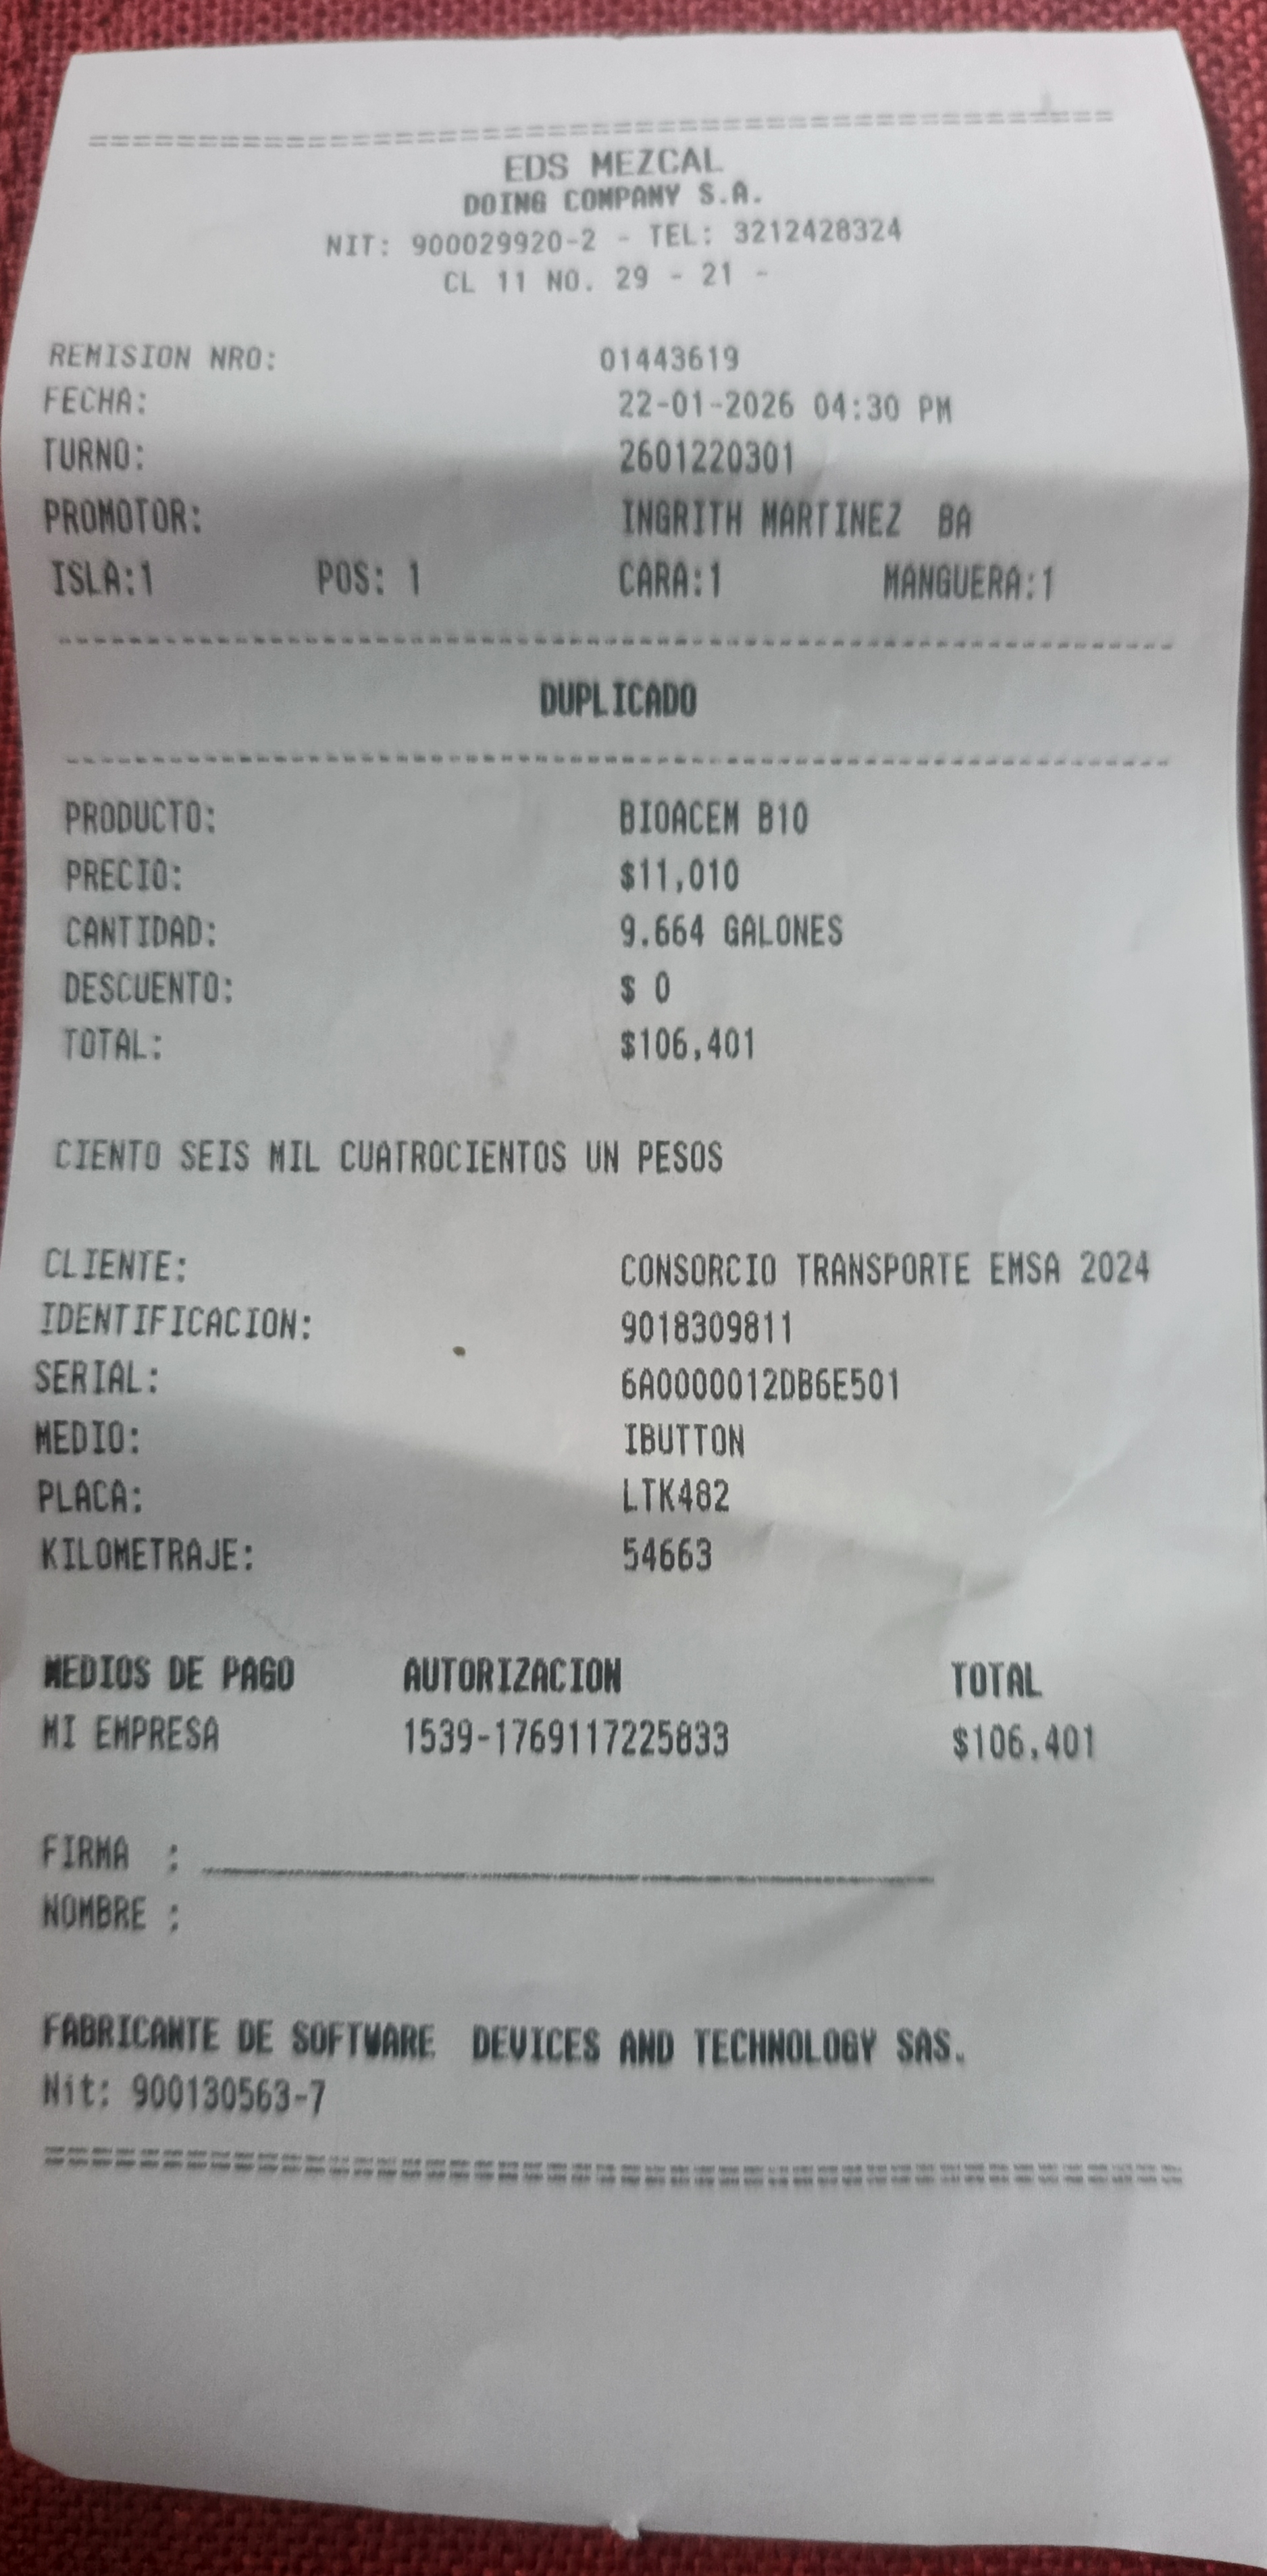 ================================================
EDS MEZCAL
DOING COMPANY S.A.
NIT: 900029920-2 - TEL: 3212428324
CL 11 NO. 29 - 21 -
REMISION NRO: 01443619
FECHA: 22-01-2026 04:30 PM
TURNO: 2601220301
PROMOTOR: INGRITH MARTINEZ BA
ISLA:1 POS: 1 CARA:1 MANGUERA:1
------------------------------------------------
DUPLICADO
------------------------------------------------
PRODUCTO: BIOACEM B10
PRECIO: $11,010
CANTIDAD: 9.664 GALONES
DESCUENTO: $ 0
TOTAL: $106,401
CIENTO SEIS MIL CUATROCIENTOS UN PESOS
CLIENTE: CONSORCIO TRANSPORTE EMSA 2024
IDENTIFICACION: 9018309811
SERIAL: 6A0000012DB6E501
MEDIO: IBUTTON
PLACA: LTK482
KILOMETRAJE: 54663
MEDIOS DE PAGO AUTORIZACION TOTAL
MI EMPRESA 1539-1769117225833 $106,401
FIRMA : ________________________________
NOMBRE :
FABRICANTE DE SOFTWARE DEVICES AND TECHNOLOGY SAS.
Nit: 900130563-7
================================================